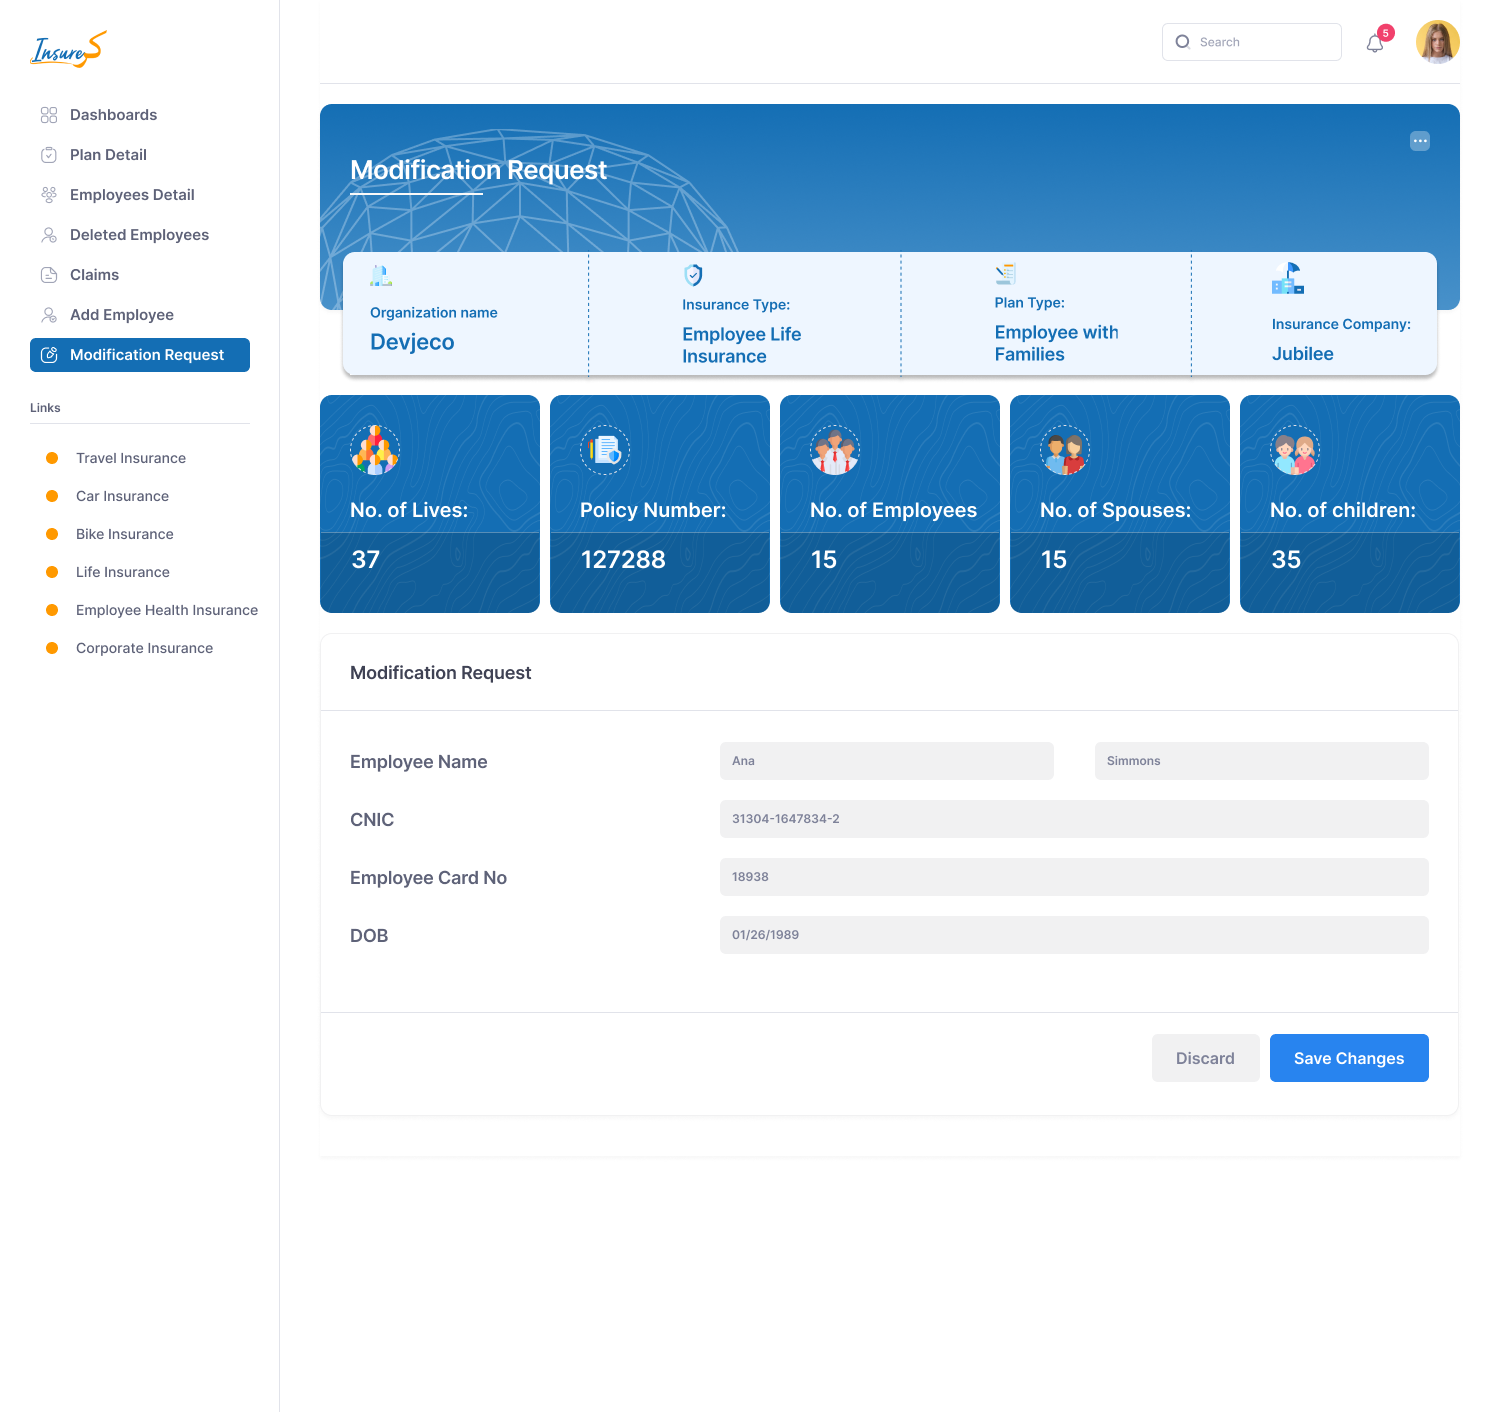 InsureS
Search
5
Dashboards
Plan Detail
Employees Detail
Deleted Employees
Claims
Add Employee
Modification Request
Links
Travel Insurance
Car Insurance
Bike Insurance
Life Insurance
Employee Health Insurance
Corporate Insurance
Modification Request
Organization name
Devjeco
Insurance Type:
Employee Life
Insurance
Plan Type:
Employee with
Families
Insurance Company:
Jubilee
No. of Lives:
37
Policy Number:
127288
No. of Employees
15
No. of Spouses:
15
No. of children:
35
Modification Request
Employee Name
Ana
Simmons
CNIC
31304-1647834-2
Employee Card No
18938
DOB
01/26/1989
Discard
Save Changes